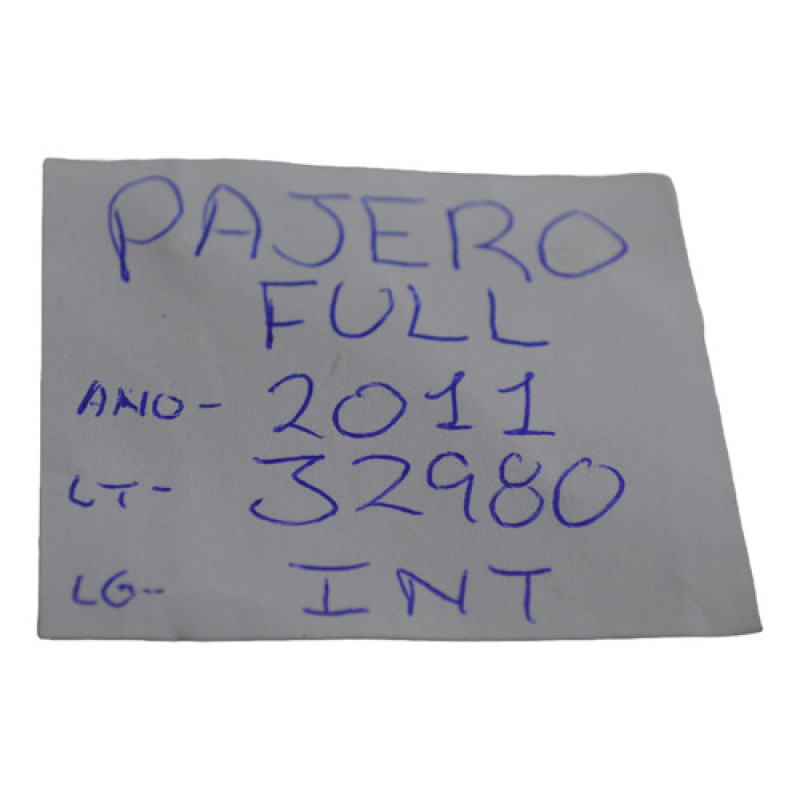 PAJERO
FULL
ANO- 2011
LT- 32980
LG- INT